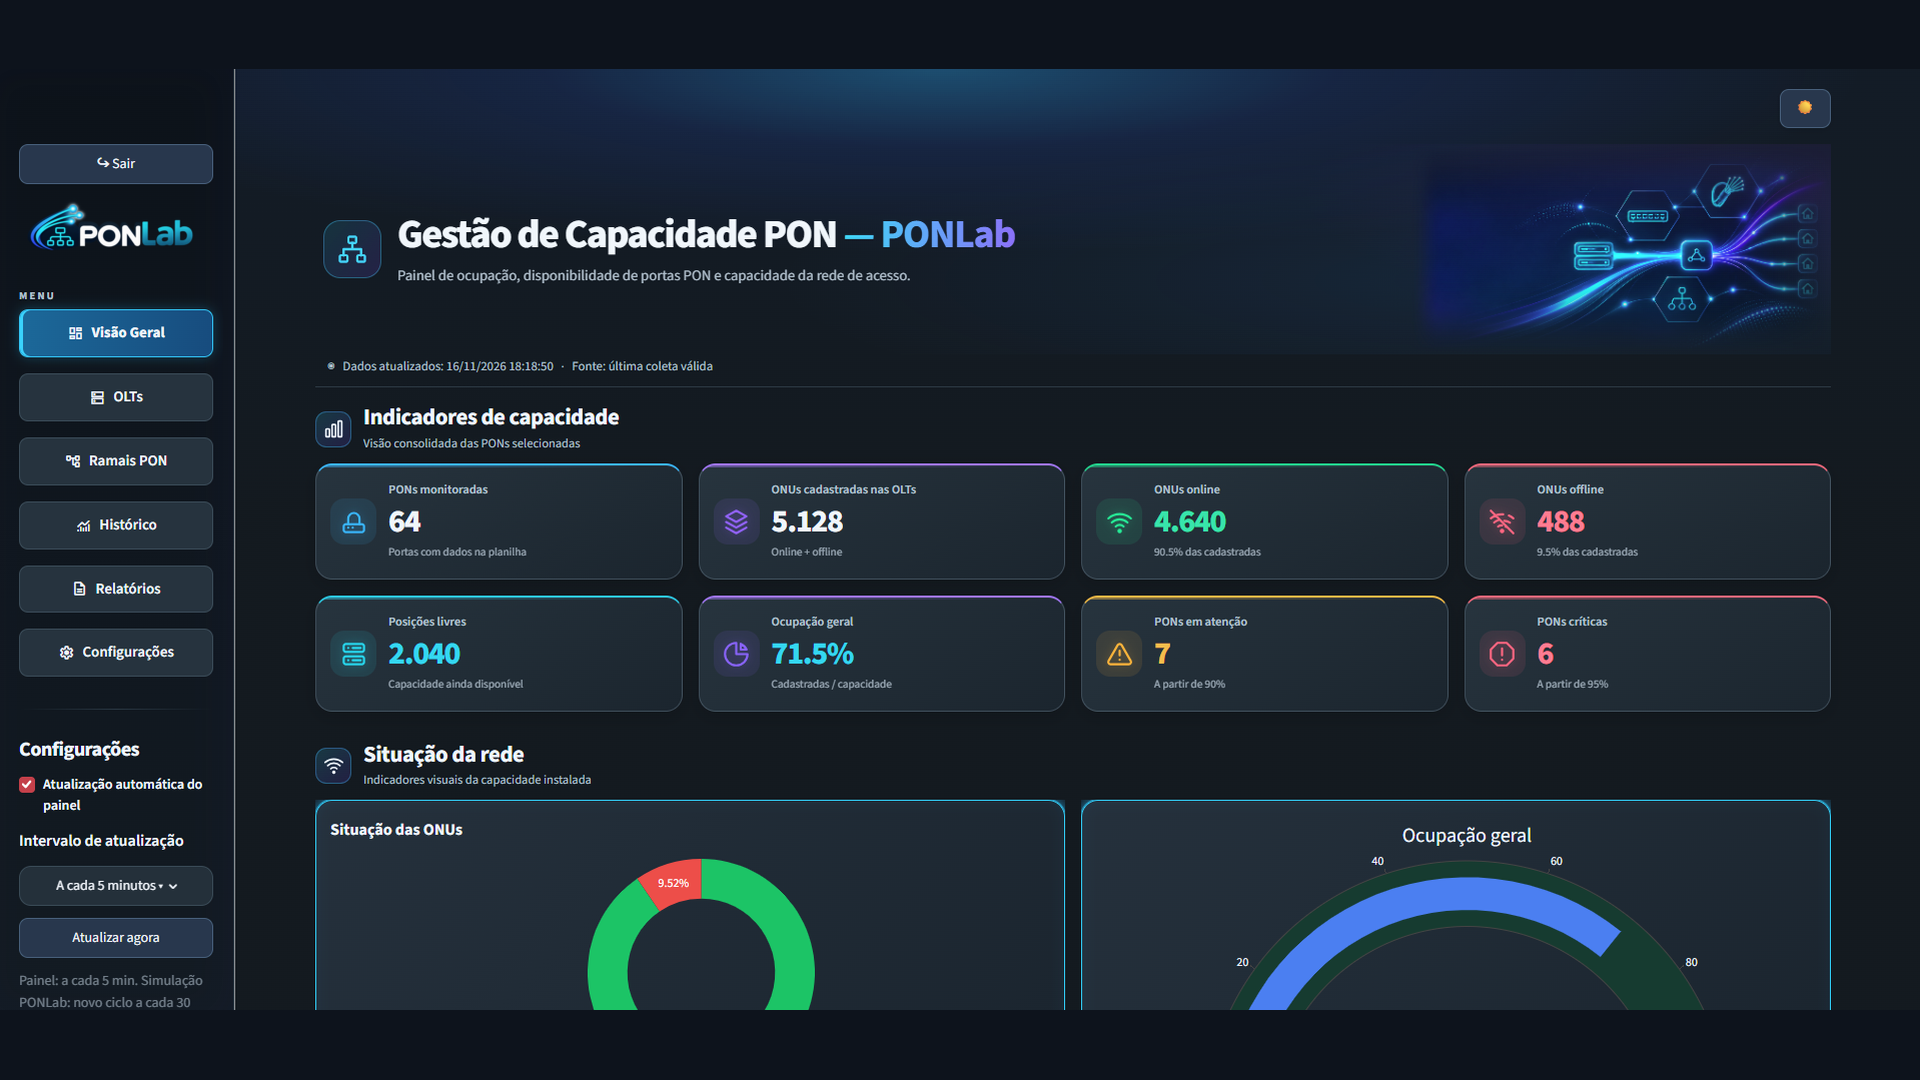 ↪ Sair
PONLab
MENU
Visão Geral
OLTs
Ramais PON
Histórico
Relatórios
Configurações
Configurações
Atualização automática do
painel
Intervalo de atualização
A cada 5 minutos
Atualizar agora
Painel: a cada 5 min. Simulação
PONLab: novo ciclo a cada 30
Gestão de Capacidade PON — PONLab
Painel de ocupação, disponibilidade de portas PON e capacidade da rede de acesso.
Dados atualizados: 16/11/2026 18:18:50 · Fonte: última coleta válida
Indicadores de capacidade
Visão consolidada das PONs selecionadas
PONs monitoradas
64
Portas com dados na planilha
ONUs cadastradas nas OLTs
5.128
Online + offline
ONUs online
4.640
90.5% das cadastradas
ONUs offline
488
9.5% das cadastradas
Posições livres
2.040
Capacidade ainda disponível
Ocupação geral
71.5%
Cadastradas / capacidade
PONs em atenção
7
A partir de 90%
PONs críticas
6
A partir de 95%
Situação da rede
Indicadores visuais da capacidade instalada
Situação das ONUs
9.52%
Ocupação geral
20
40
60
80